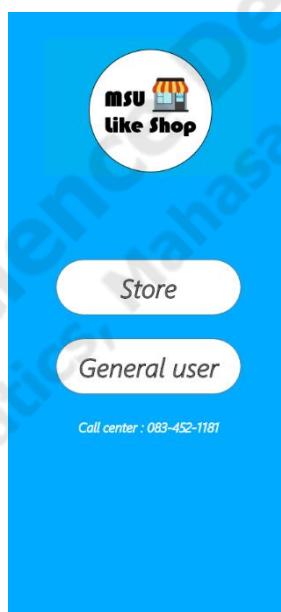 MSU
Like Shop
Store
General user
Call center : 083-452-1181